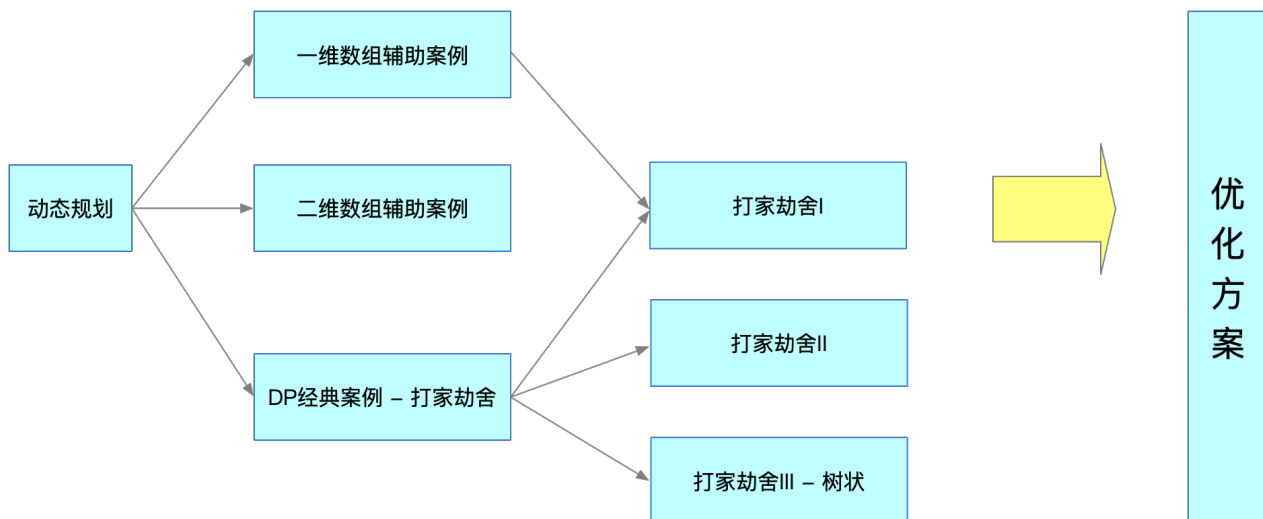 一维数组辅助案例
动态规划
二维数组辅助案例
打家劫舍I
打家劫舍II
DP经典案例 – 打家劫舍
打家劫舍III – 树状
优
化
方
案